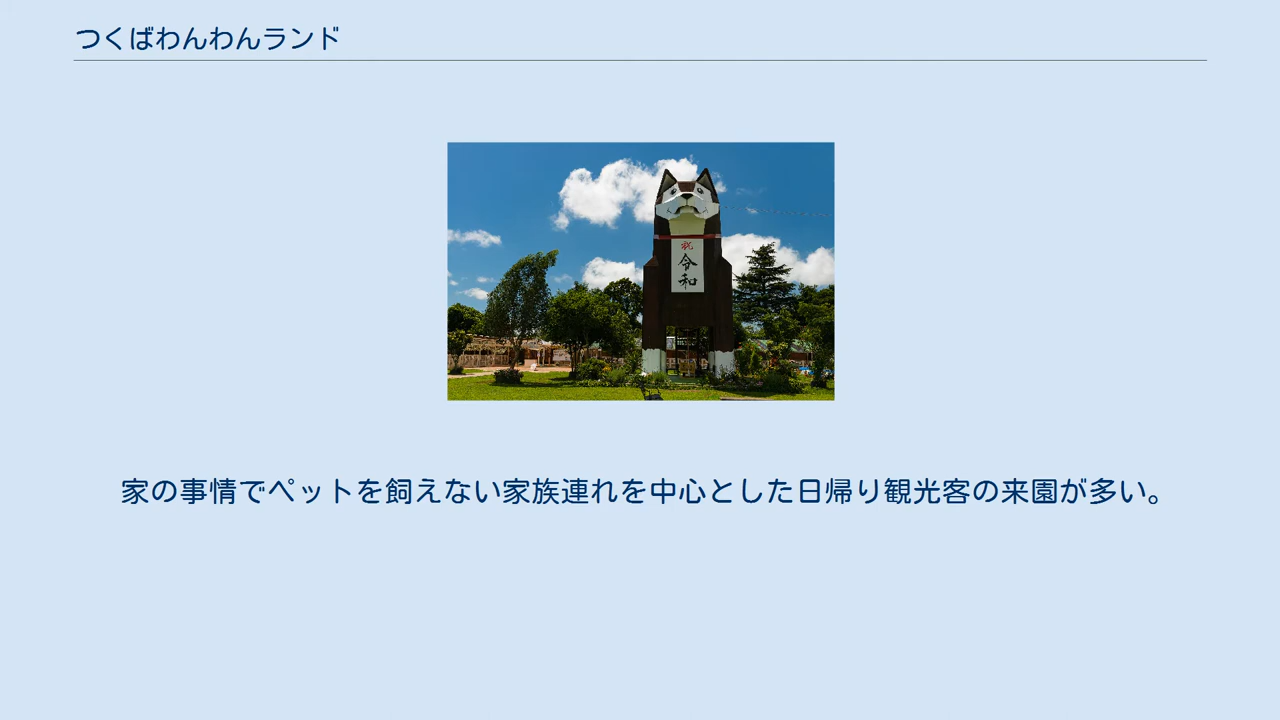 つくばわんわんランド
祝
令和
家の事情でペットを飼えない家族連れを中心とした日帰り観光客の来園が多い。